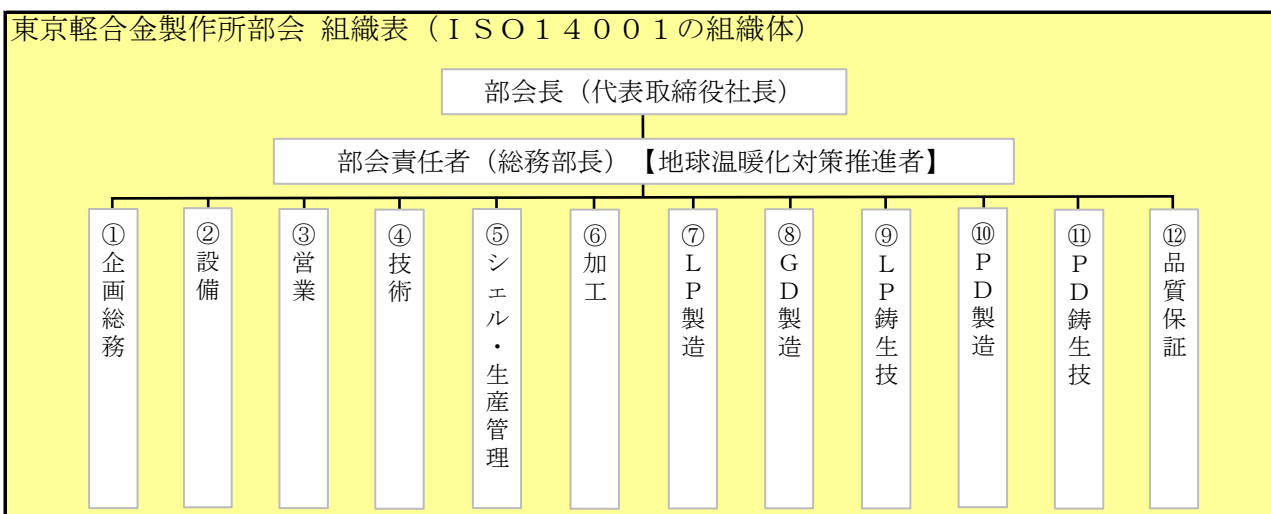 東京軽合金製作所部会 組織表（ＩＳＯ１４００１の組織体）
部会長（代表取締役社長）
部会責任者（総務部長）【地球温暖化対策推進者】
①企画総務
②設備
③営業
④技術
⑤シェル・生産管理
⑥加工
⑦ＬＰ製造
⑧ＧＤ製造
⑨ＬＰ鋳生技
⑩ＰＤ製造
⑪ＰＤ鋳生技
⑫品質保証